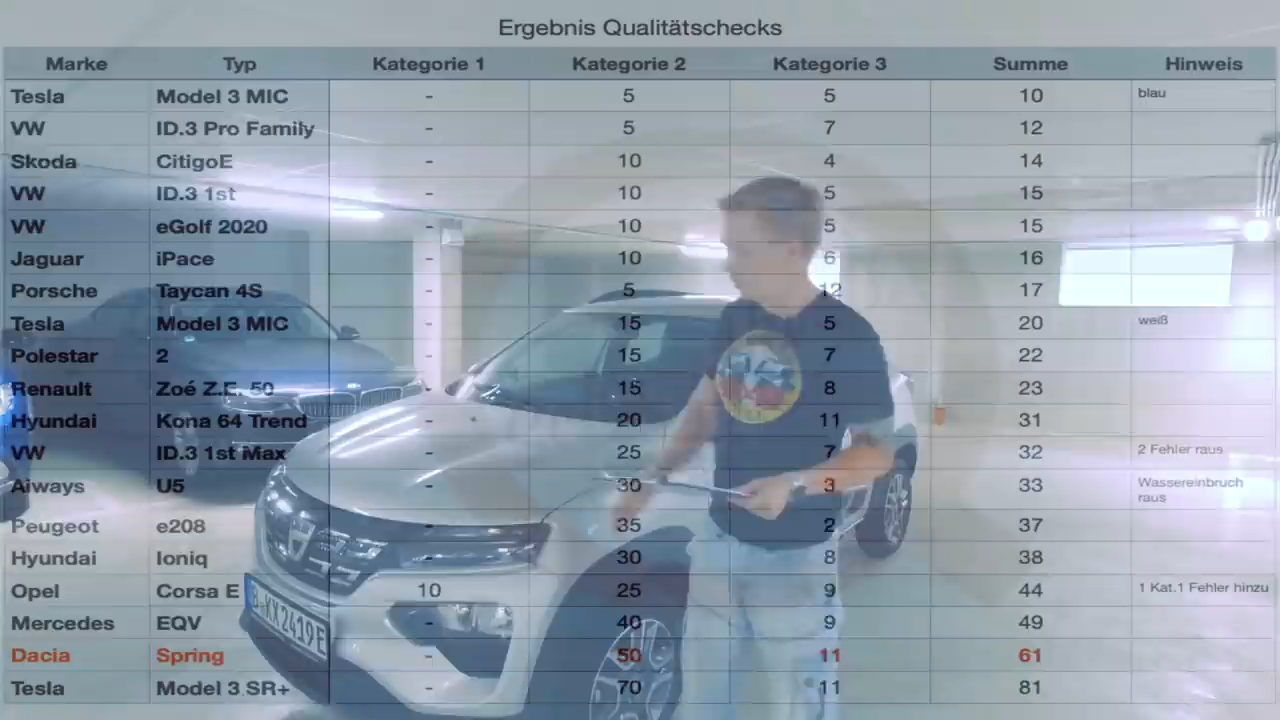 Ergebnis Qualitätschecks
Marke Typ Kategorie 1 Kategorie 2 Kategorie 3 Summe Hinweis
Tesla Model 3 MIC - 5 5 10 blau
VW ID.3 Pro Family - 5 7 12
Skoda CitigoE - 10 4 14
VW ID.3 1st - 10 5 15
VW eGolf 2020 - 10 5 15
Jaguar iPace - 10 6 16
Porsche Taycan 4S - 5 12 17
Tesla Model 3 MIC - 15 5 20 weiß
Polestar 2 - 15 7 22
Renault Zoé Z.E. 50 - 15 8 23
Hyundai Kona 64 Trend - 20 11 31
VW ID.3 1st Max - 25 7 32 2 Fehler raus
Aiways U5 - 30 3 33 Wassereinbruch
raus
Peugeot e208 - 35 2 37
Hyundai Ioniq - 30 8 38
Opel Corsa E 10 25 9 44 1 Kat.1 Fehler hinzu
Mercedes EQV - 40 9 49
Dacia Spring - 50 11 61
Tesla Model 3 SR+ - 70 11 81
B-KX2419E